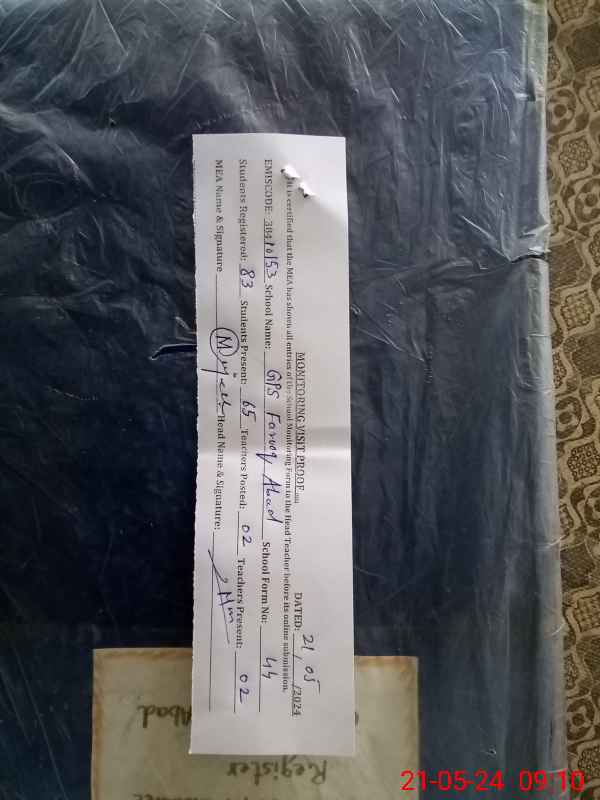 MONITORING VISIT PROOF
DATED: 21, 05 /2024
It is certified that the MEA has shown all entries of the School Monitoring Form to the Head Teacher before its online submission.
EMISCODE: School Name: GPS Farooq Abad School Form No: 44
Students Registered: 83 Students Present: 65 Teachers Posted: 02 Teachers Present: 02
MEA Name & Signature Head Name & Signature:
Abad
Register
21-05-24 09:10